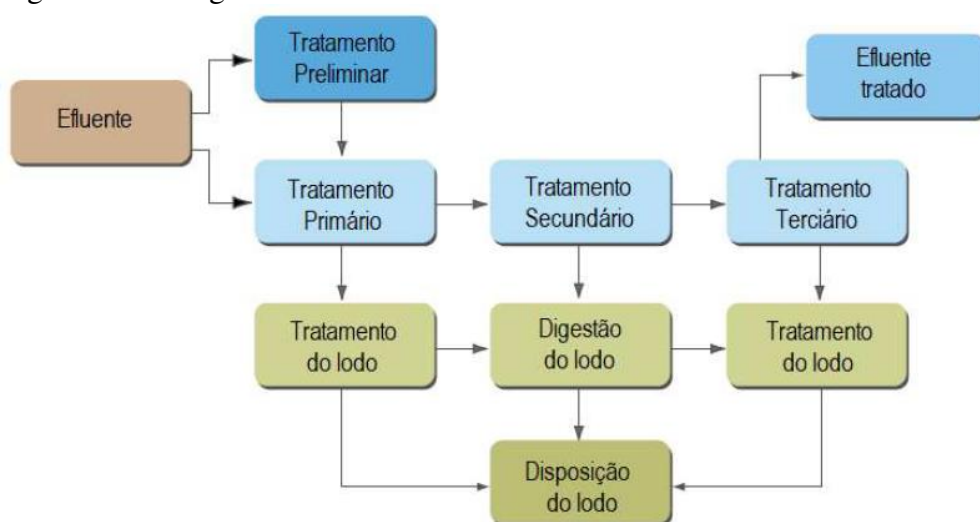 Tratamento
Preliminar
Efluente
tratado
Efluente
Tratamento
Primário
Tratamento
Secundário
Tratamento
Terciário
Tratamento
do lodo
Digestão
do lodo
Tratamento
do lodo
Disposição
do lodo